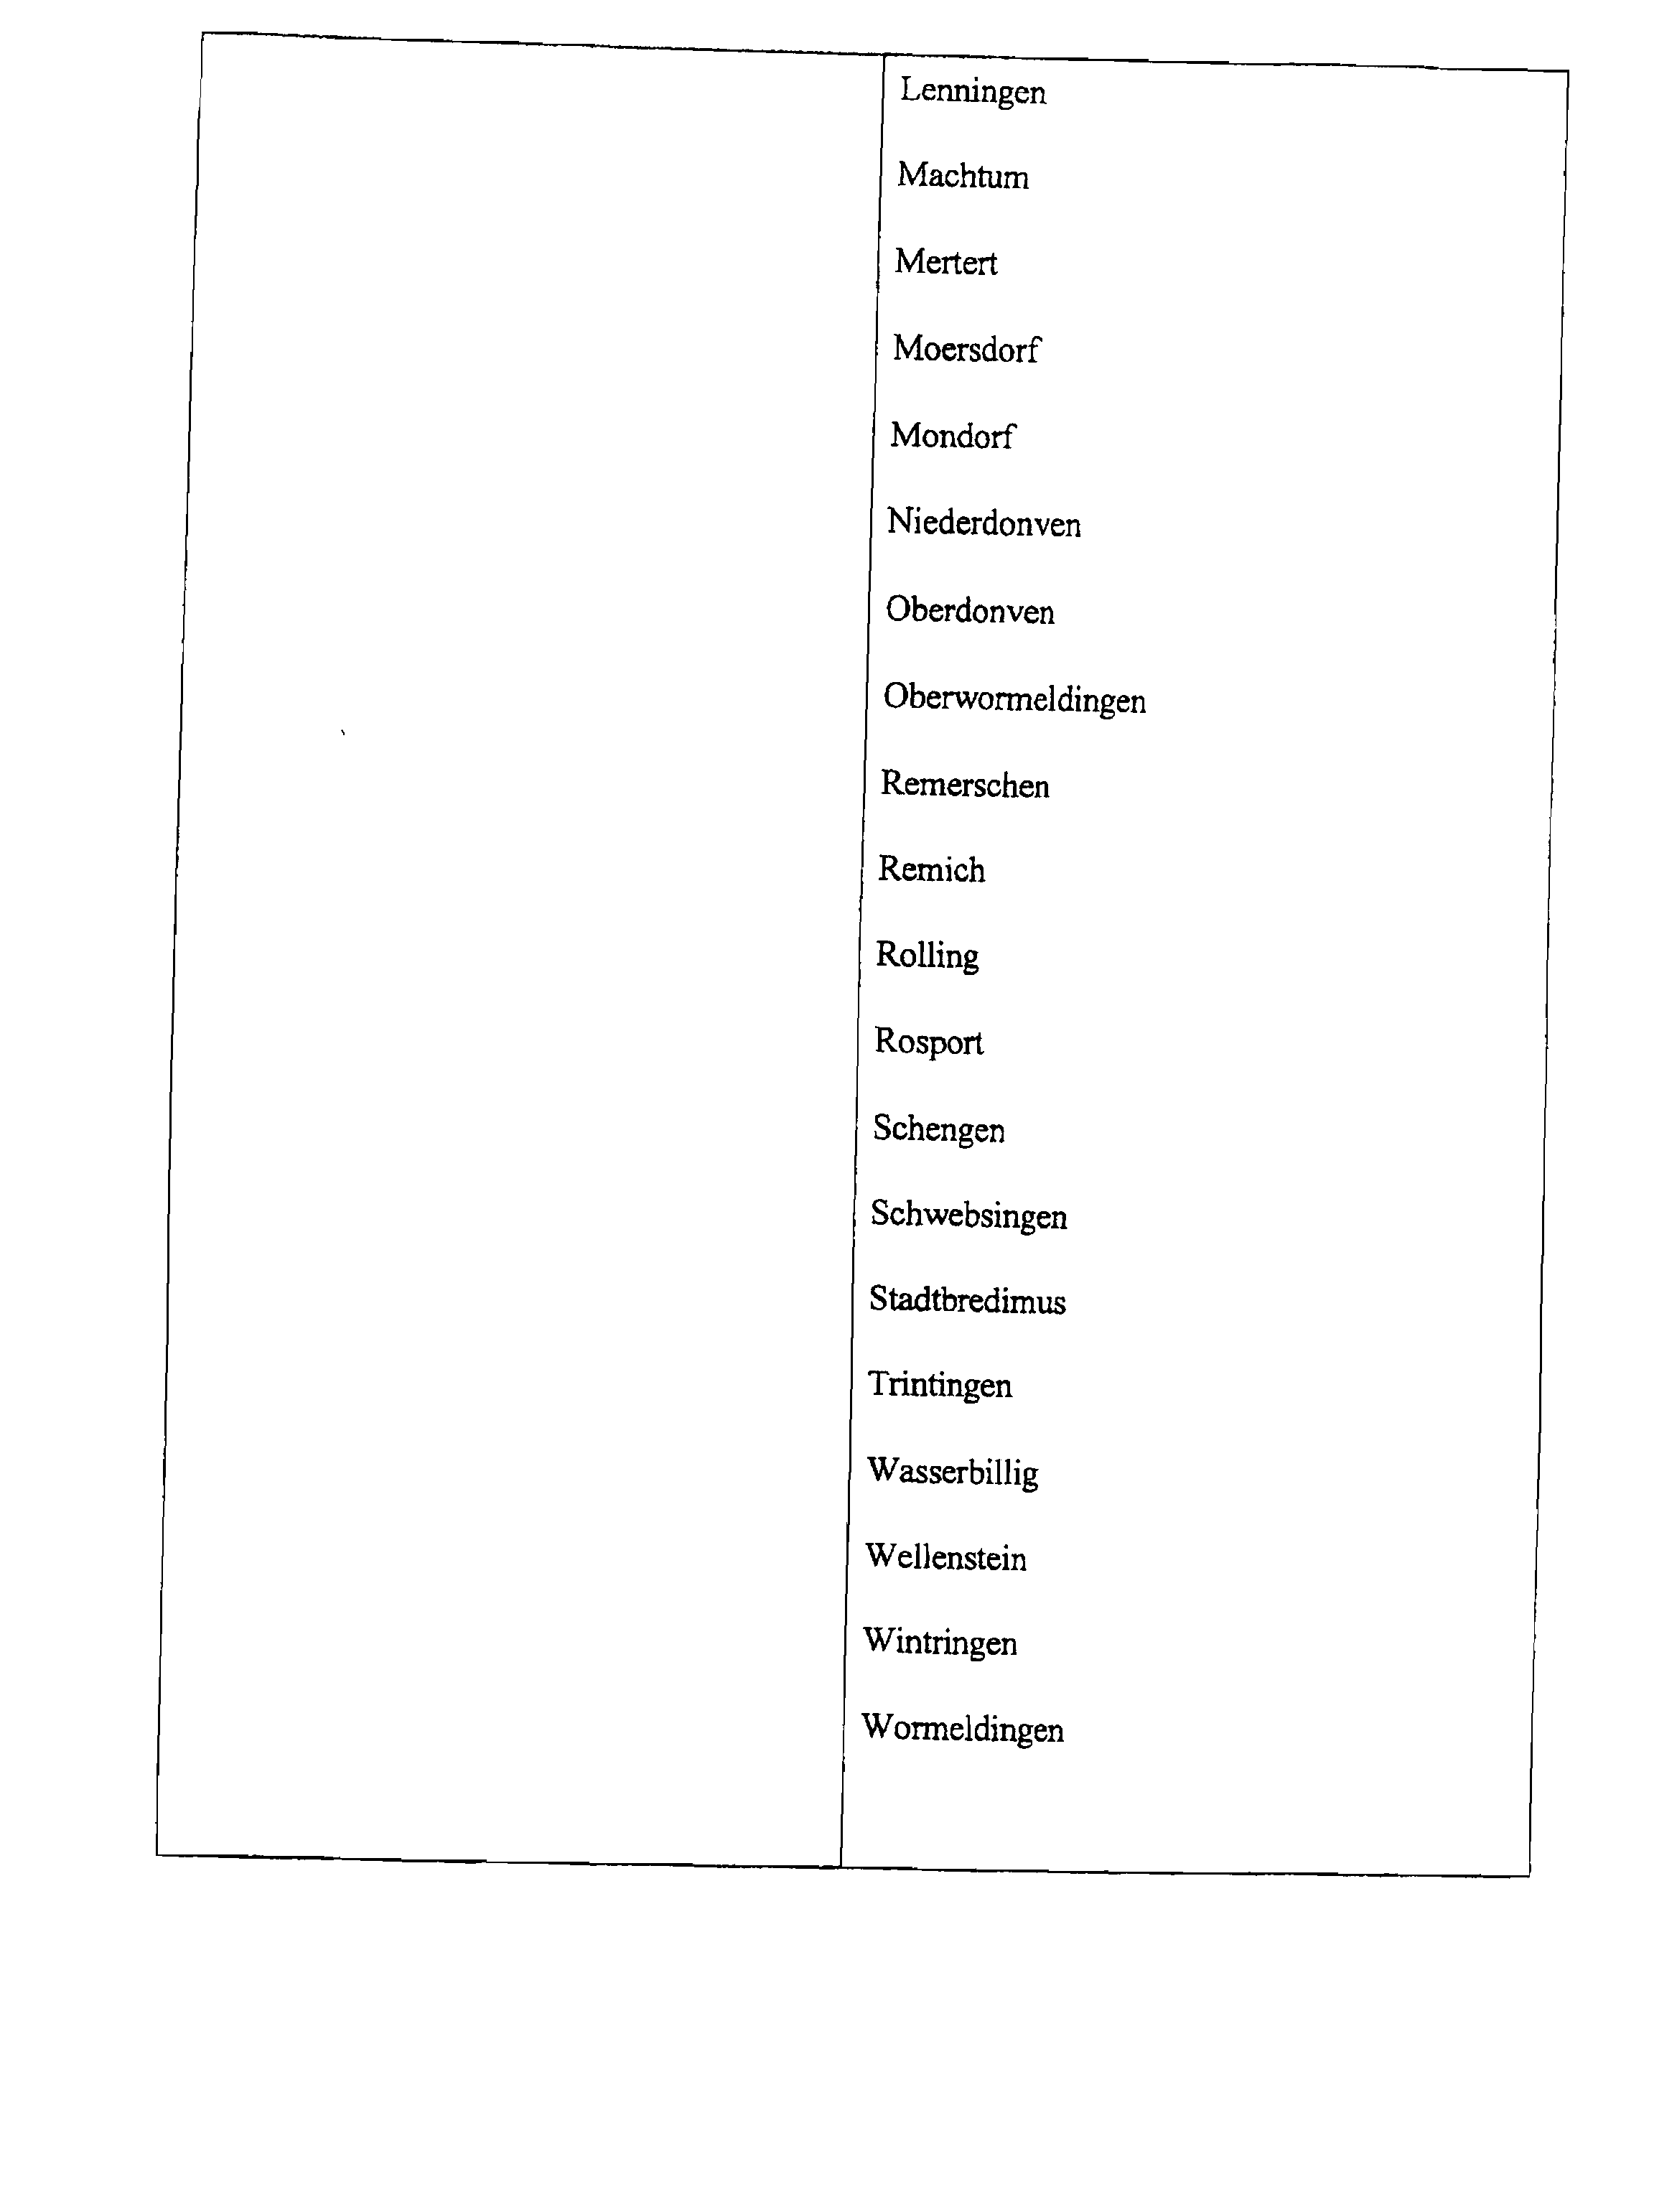 Lenningen
Machtum
Mertert
Moersdorf
Mondorf
Niederdonven
Oberdonven
Oberwormeldingen
Remerschen
Remich
Rolling
Rosport
Schengen
Schwebsingen
Stadtbredimus
Trintingen
Wasserbillig
Wellenstein
Wintringen
Wormeldingen